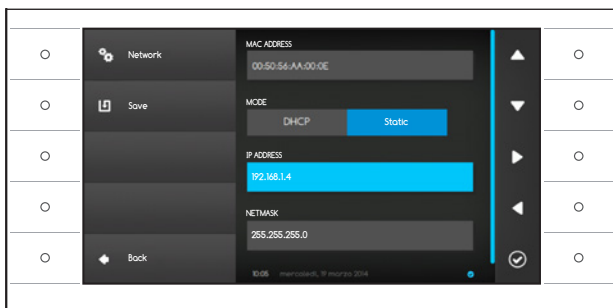 Network
Save
Back
MAC ADDRESS
00:50:56:AA:00:0E
MODE
DHCP Static
IP ADDRESS
192.168.1.4
NETMASK
255.255.255.0
10:05 mercoledì, 19 marzo 2014